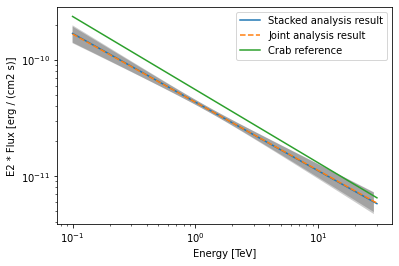 Stacked analysis result
Joint analysis result
Crab reference
E2 * Flux [erg / (cm2 s)]
10⁻¹⁰
10⁻¹¹
10⁻¹
10⁰
10¹
Energy [TeV]